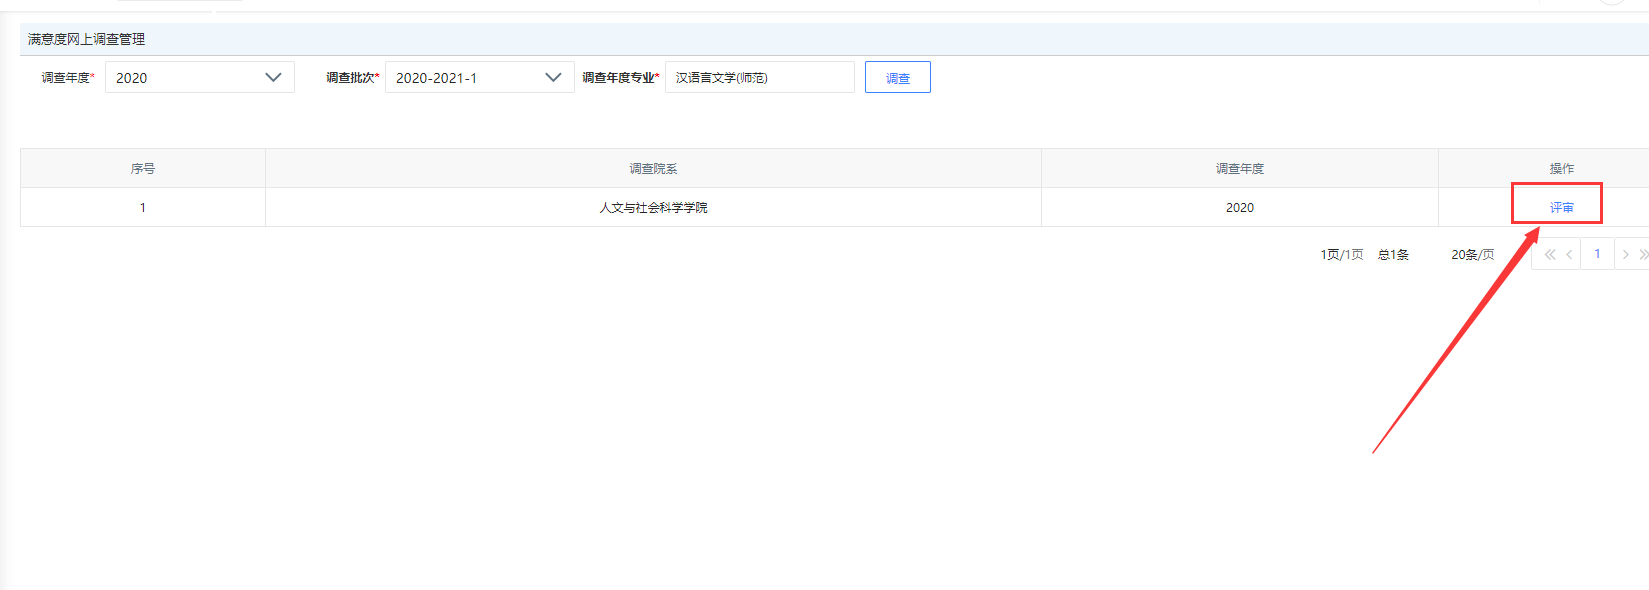 满意度网上调查管理
调查年度* 2020 调查批次* 2020-2021-1 调查年度专业* 汉语言文学(师范) 调查
序号 调查院系 调查年度 操作
1 人文与社会科学学院 2020 评审
1页/1页 总1条 20条/页 1